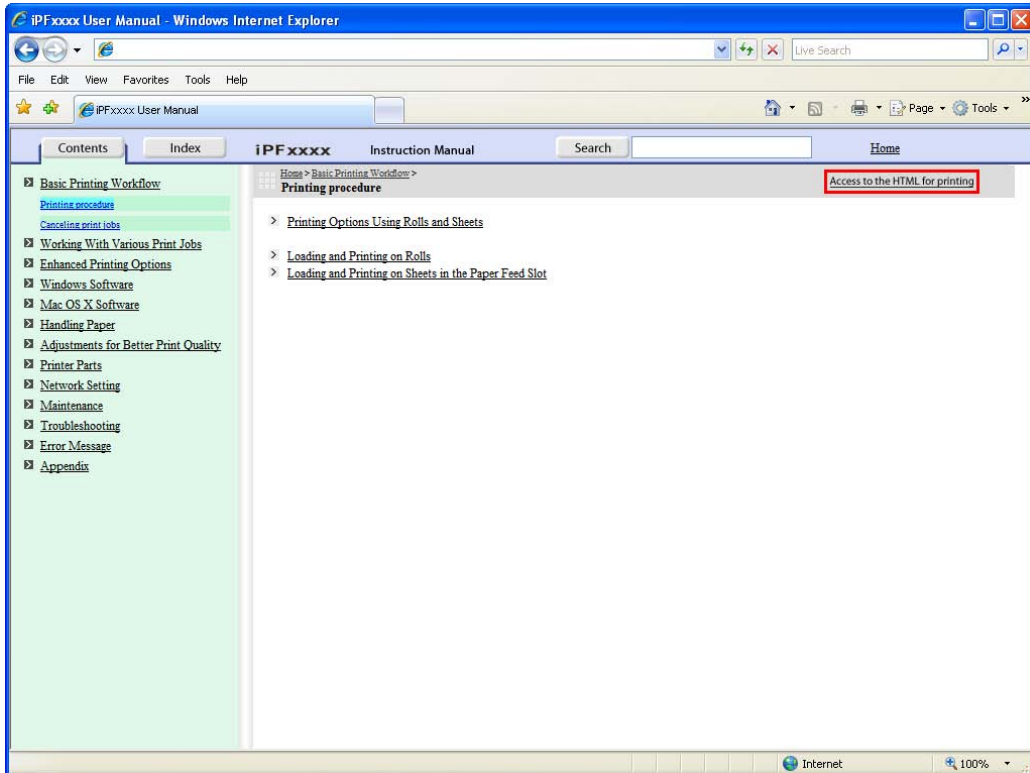 iPFxxxx User Manual - Windows Internet Explorer
Live Search
File Edit View Favorites Tools Help
iPFxxxx User Manual
Page Tools
Contents Index iPFxxxx Instruction Manual Search Home
Home > Basic Printing Workflow >
Printing procedure
Access to the HTML for printing
Basic Printing Workflow
Printing procedure
Canceling print jobs
Working With Various Print Jobs
Enhanced Printing Options
Windows Software
Mac OS X Software
Handling Paper
Adjustments for Better Print Quality
Printer Parts
Network Setting
Maintenance
Troubleshooting
Error Message
Appendix
> Printing Options Using Rolls and Sheets
> Loading and Printing on Rolls
> Loading and Printing on Sheets in the Paper Feed Slot
Internet 100%